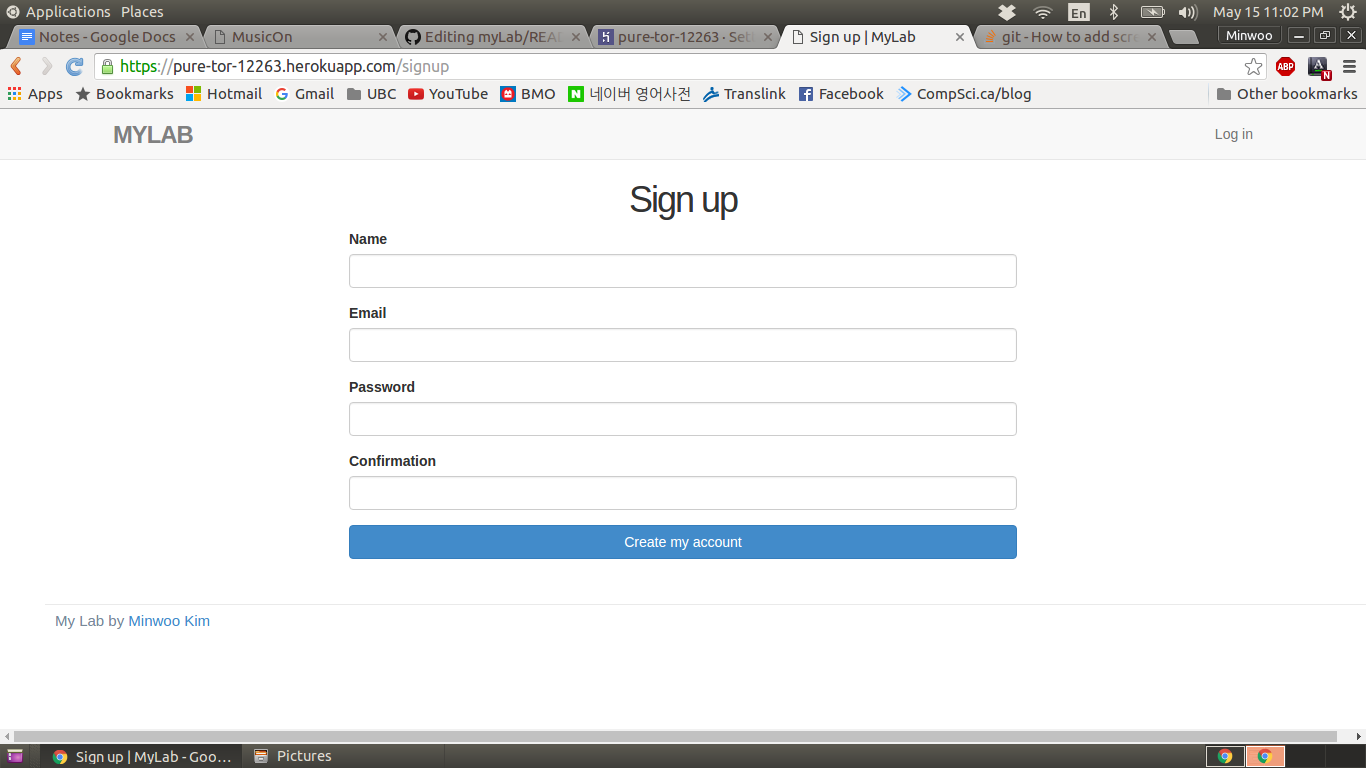 Applications Places En May 15 11:02 PM
Notes - Google Docs MusicOn Editing myLab/REA pure-tor-12263 · Set Sign up | MyLab git - How to add scre Minwoo
https://pure-tor-12263.herokuapp.com/signup ABP A N
Apps Bookmarks Hotmail Gmail UBC YouTube BMO 네이버 영어사전 Translink Facebook CompSci.ca/blog Other bookmarks
MYLAB Log in
Sign up
Name
Email
Password
Confirmation
Create my account
My Lab by Minwoo Kim
Sign up | MyLab - Goo... Pictures